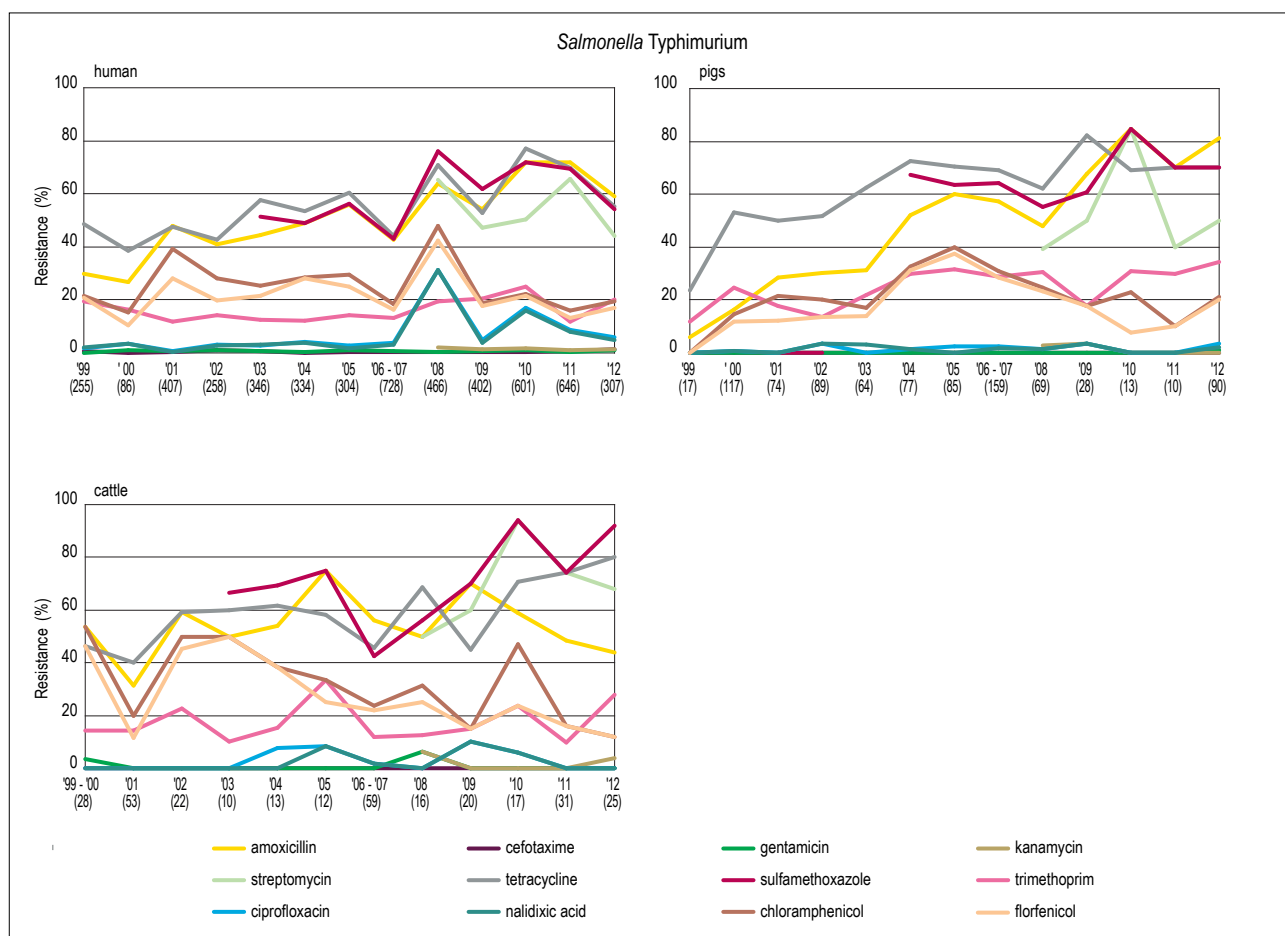 Salmonella Typhimurium
human
100
80
60
40
20
0
Resistance (%)
'99 '00 '01 '02 '03 '04 '05 '06 - '07 '08 '09 '10 '11 '12
(255) (86) (407) (258) (346) (334) (304) (728) (466) (402) (601) (646) (307)
pigs
100
80
60
40
20
0
'99 '00 '01 '02 '03 '04 '05 '06 - '07 '08 '09 '10 '11 '12
(17) (117) (74) (89) (64) (77) (85) (159) (69) (28) (13) (10) (90)
cattle
100
80
60
40
20
0
Resistance (%)
'99 - '00 '01 '02 '03 '04 '05 '06 - '07 '08 '09 '10 '11 '12
(28) (53) (22) (10) (13) (12) (59) (16) (20) (17) (31) (25)
amoxicillin cefotaxime gentamicin kanamycin
streptomycin tetracycline sulfamethoxazole trimethoprim
ciprofloxacin nalidixic acid chloramphenicol florfenicol